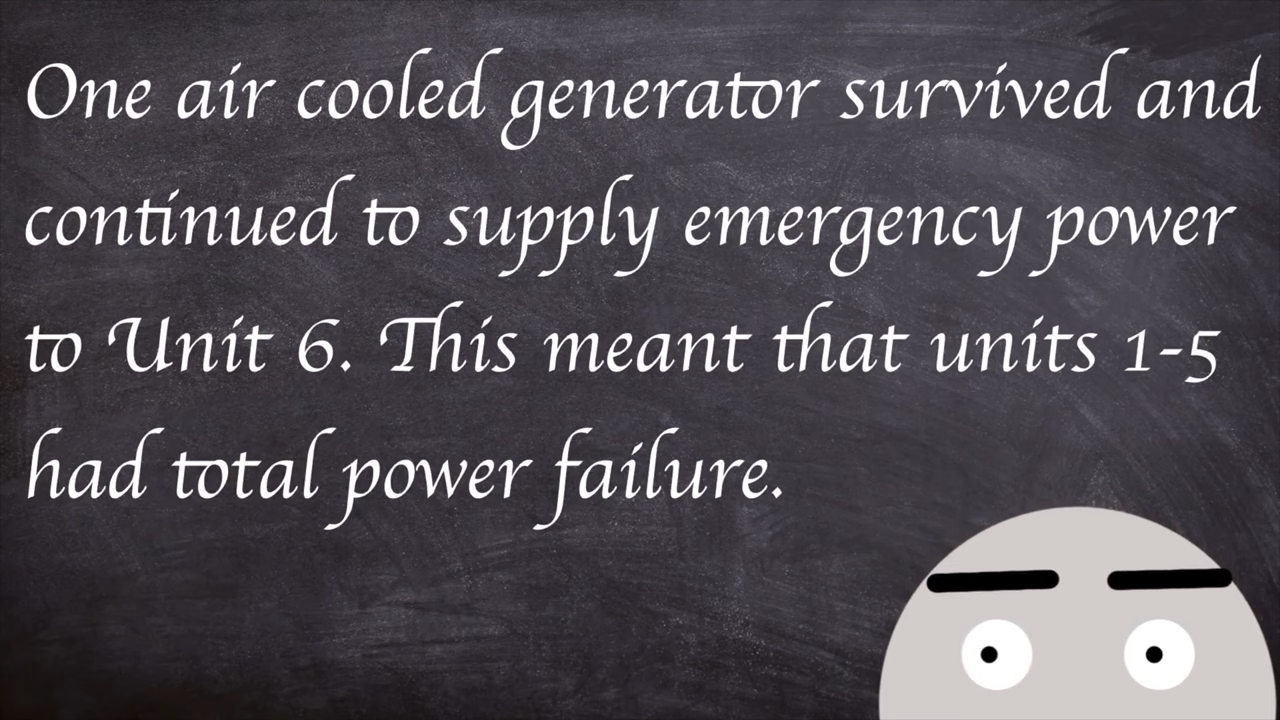 One air cooled generator survived and
continued to supply emergency power
to Unit 6. This meant that units 1-5
had total power failure.